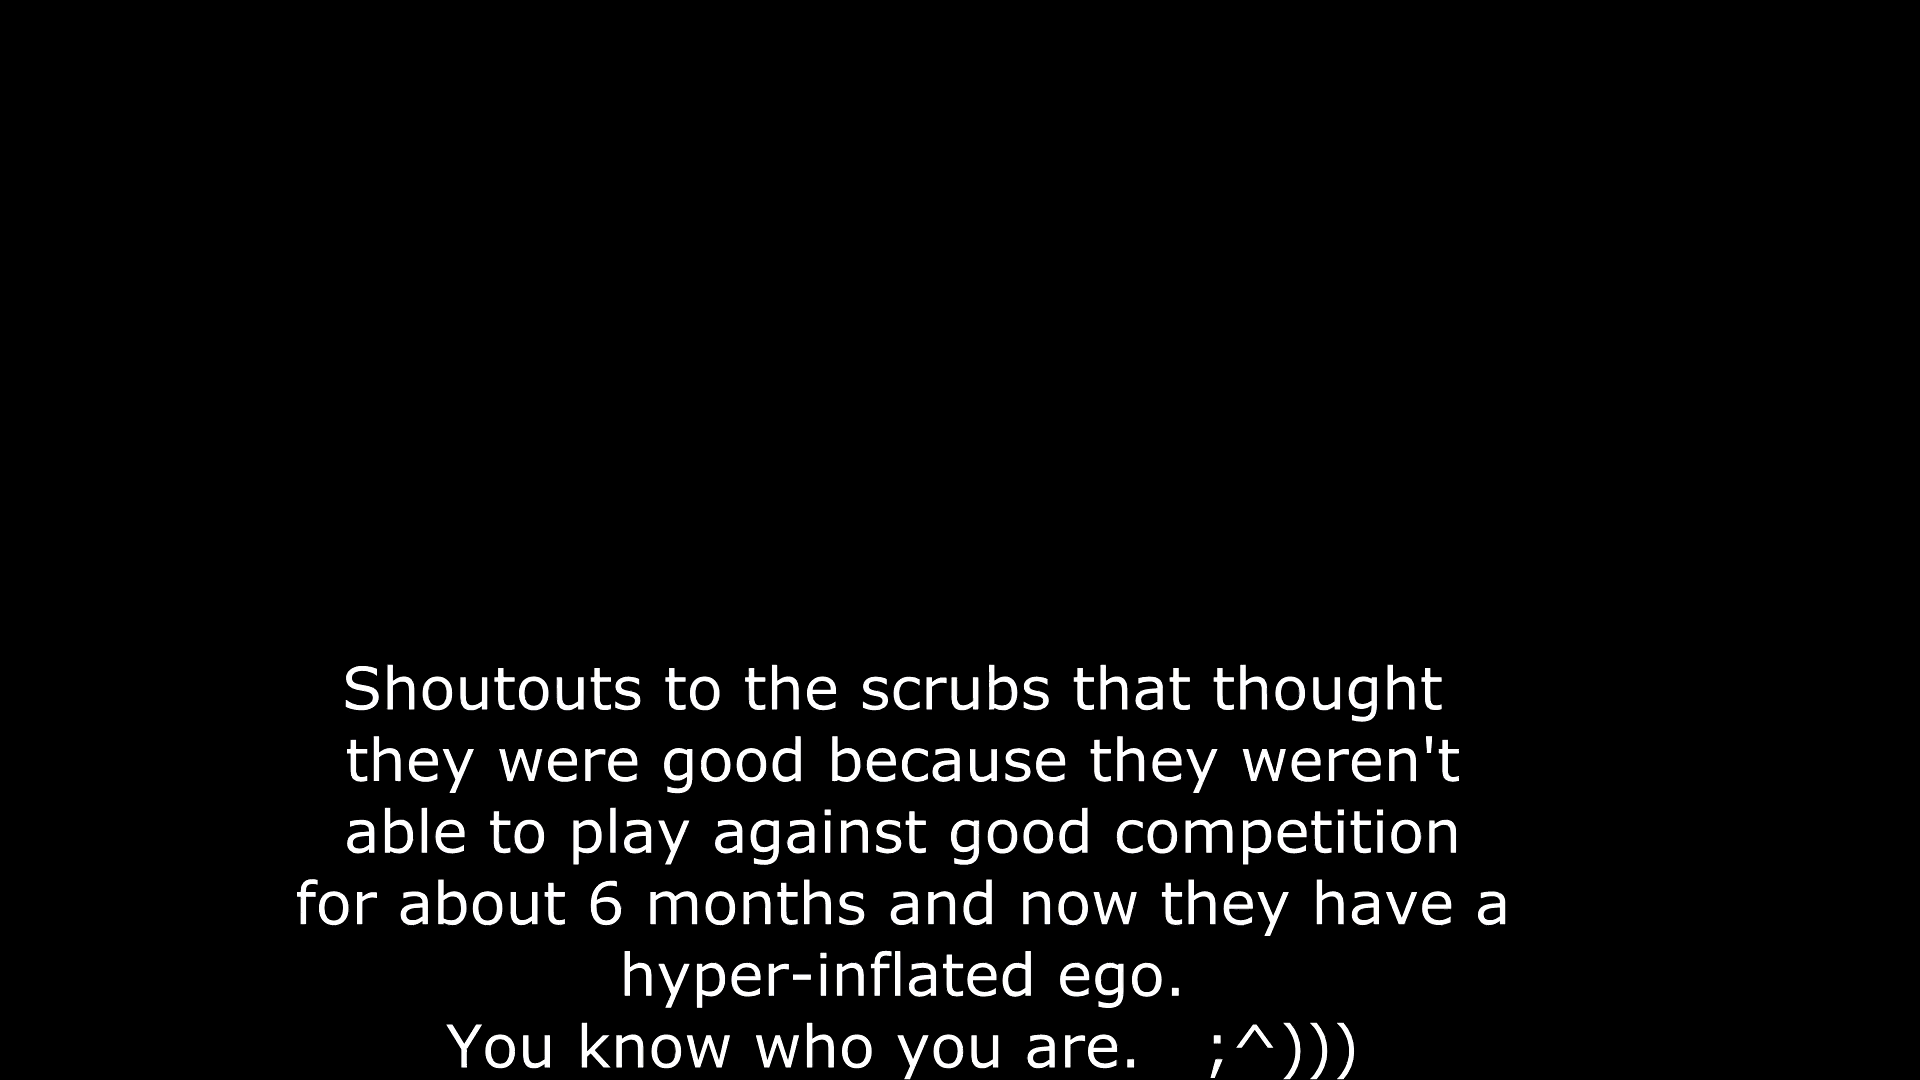 Shoutouts to the scrubs that thought
they were good because they weren't
able to play against good competition
for about 6 months and now they have a
hyper-inflated ego.
You know who you are.   ;^)))